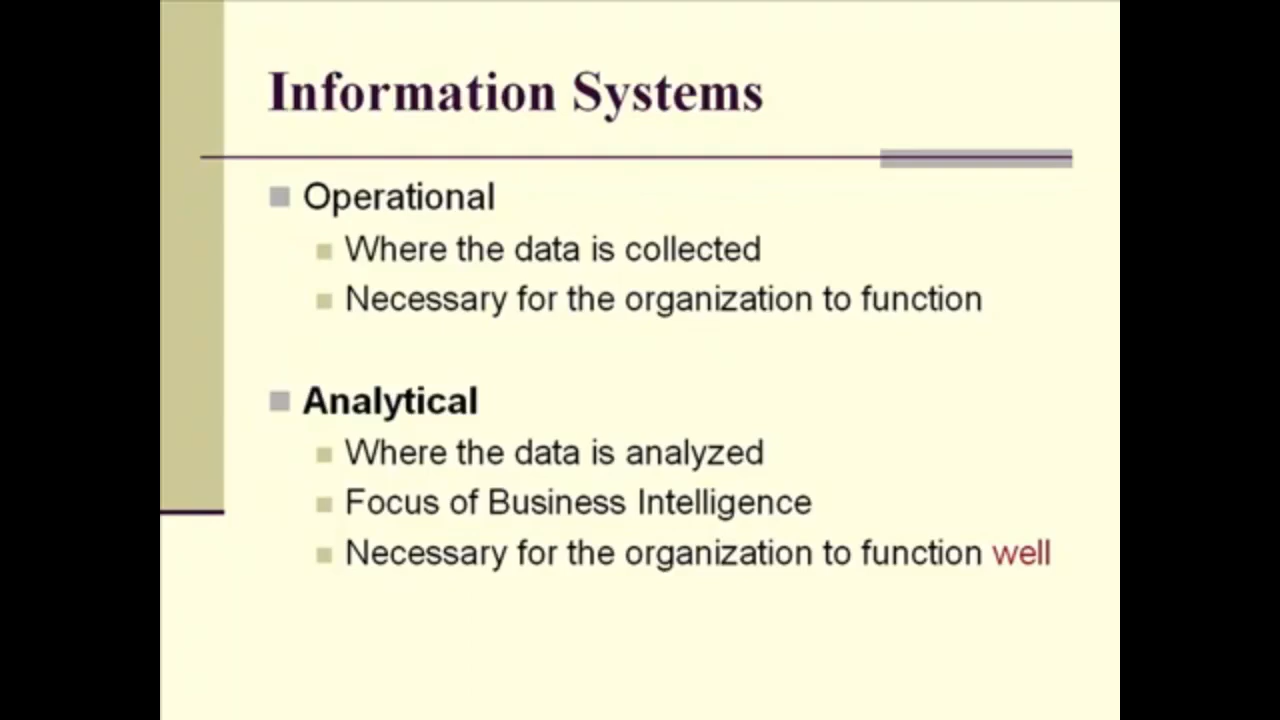 Information Systems
Operational
Where the data is collected
Necessary for the organization to function
Analytical
Where the data is analyzed
Focus of Business Intelligence
Necessary for the organization to function well